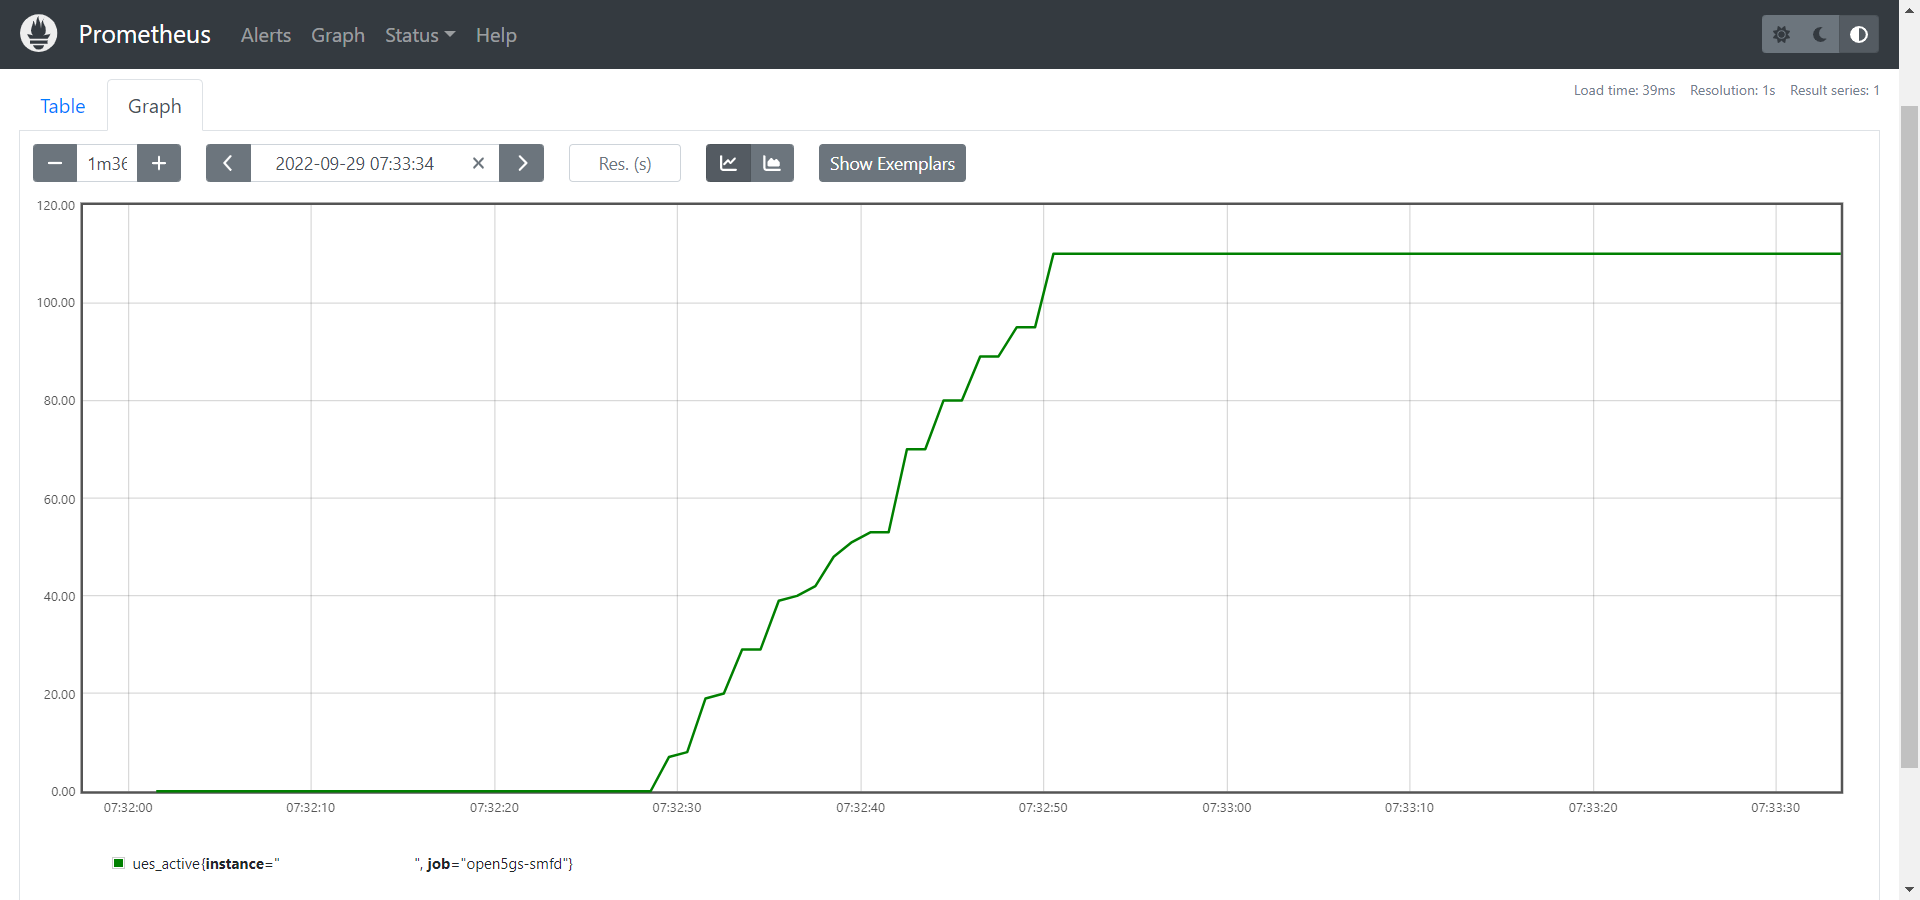 Prometheus Alerts Graph Status Help
Table Graph
Load time: 39ms Resolution: 1s Result series: 1
1m36 2022-09-29 07:33:34 Res. (s) Show Exemplars
120.00
100.00
80.00
60.00
40.00
20.00
0.00
07:32:00 07:32:10 07:32:20 07:32:30 07:32:40 07:32:50 07:33:00 07:33:10 07:33:20 07:33:30
ues_active{instance=" ", job="open5gs-smfd"}